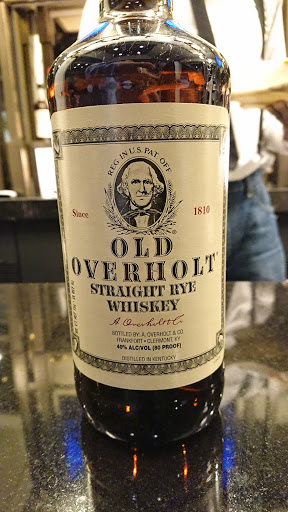 REG IN U.S. PAT OFF
Since 1810
OLD
OVERHOLT
STRAIGHT RYE
WHISKEY
A. Overholt & Co.
BOTTLED BY: A. OVERHOLT & CO
FRANKFORT • CLERMONT, KY
40% ALC/VOL (80 PROOF)
DISTILLED IN KENTUCKY